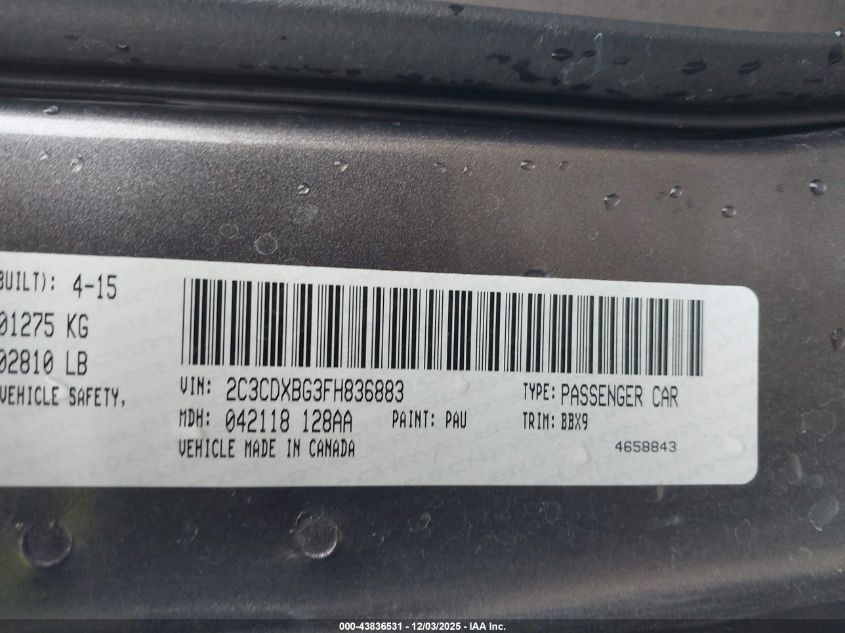 BUILT): 4-15
01275 KG
02810 LB
VEHICLE SAFETY,
VIN: 2C3CDXBG3FH836883 TYPE: PASSENGER CAR
MDH: 042118 128AA PAINT: PAU TRIM: BBX9
VEHICLE MADE IN CANADA 4658843
000-43836531 - 12/03/2025 - IAA Inc.